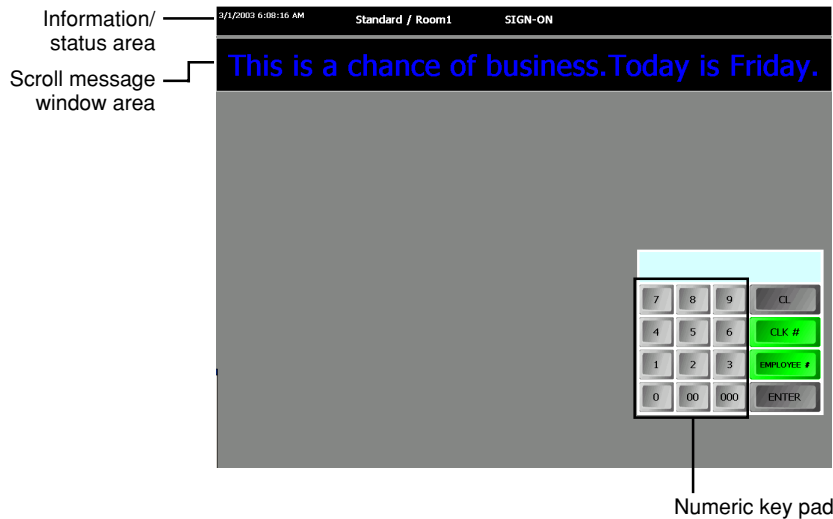 Information/
status area
3/1/2003 6:08:16 AM Standard / Room1 SIGN-ON
Scroll message
window area
This is a chance of business.Today is Friday.
7 8 9 CL
4 5 6 CLK #
1 2 3 EMPLOYEE #
0 00 000 ENTER
Numeric key pad